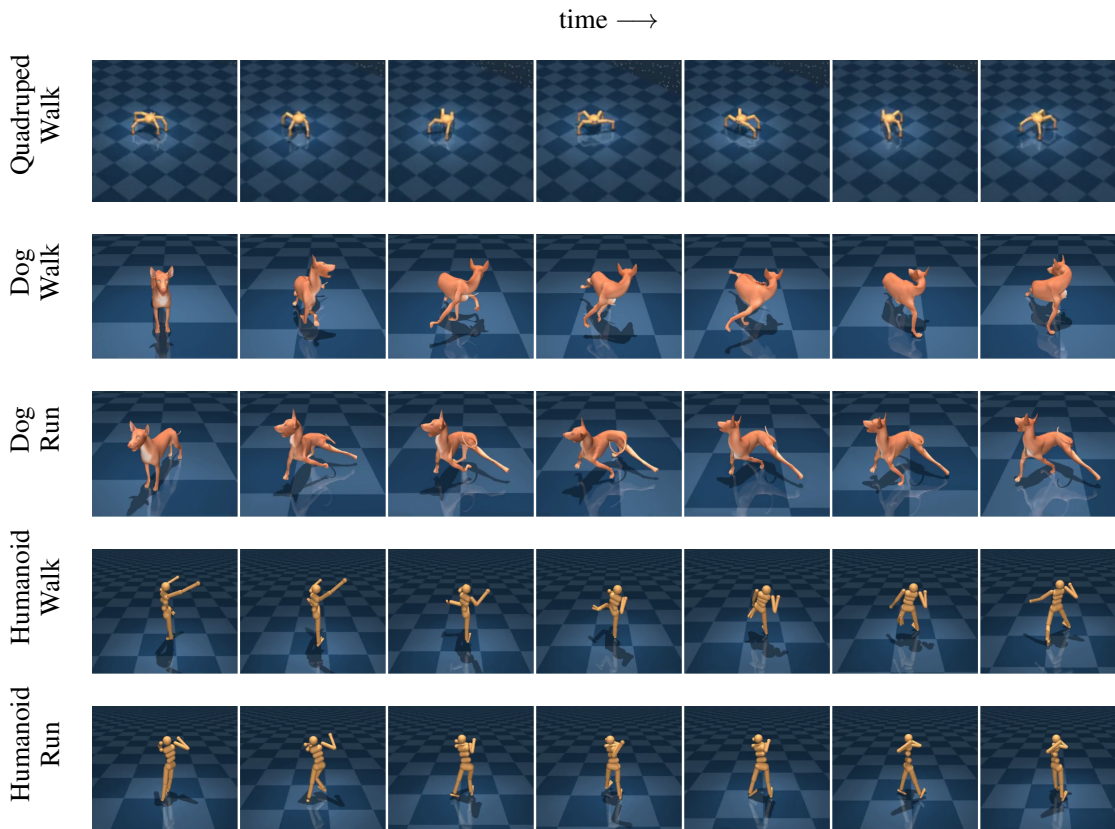 time ⟶
Quadruped
Walk
Dog
Walk
Dog
Run
Humanoid
Walk
Humanoid
Run